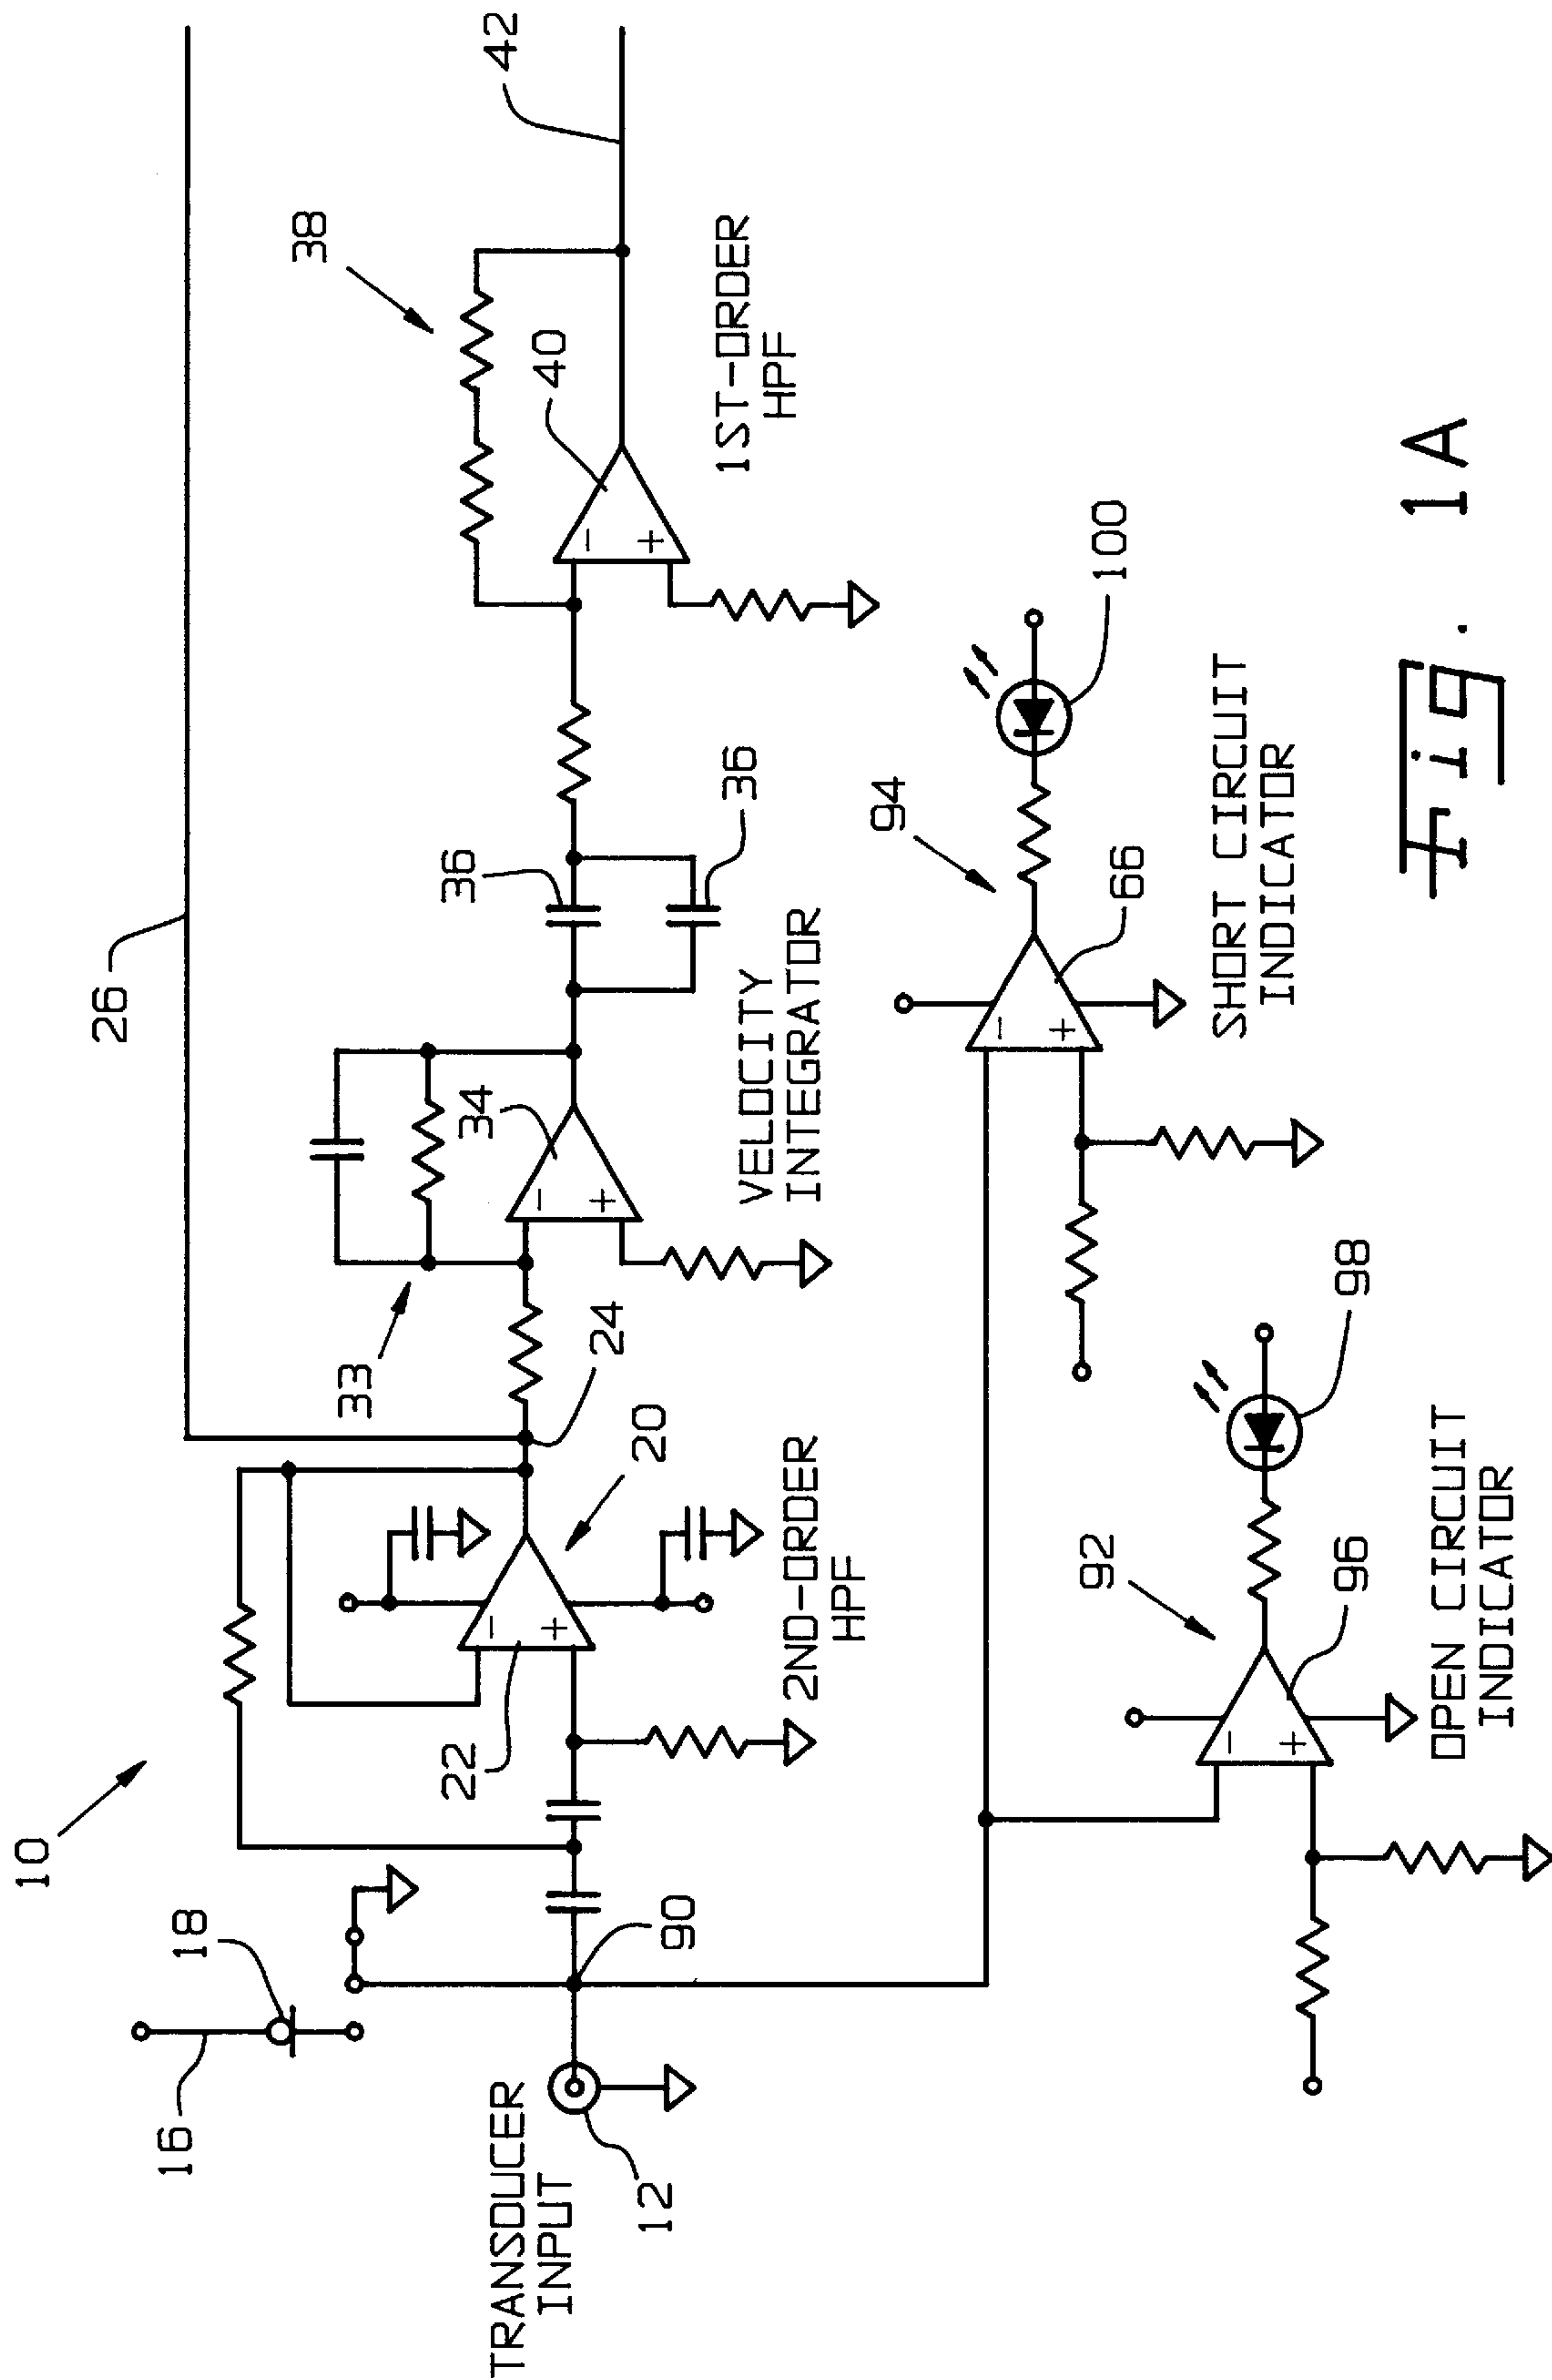 10
16
18
26
33
38
42
TRANSDUCER
INPUT
12
90
22
-
+
20
2ND-ORDER
HPF
24
34
-
+
VELOCITY
INTEGRATOR
36
36
40
-
+
1ST-ORDER
HPF
92
-
+
96
98
OPEN CIRCUIT
INDICATOR
94
-
+
66
100
SHORT CIRCUIT
INDICATOR
Fig. 1A